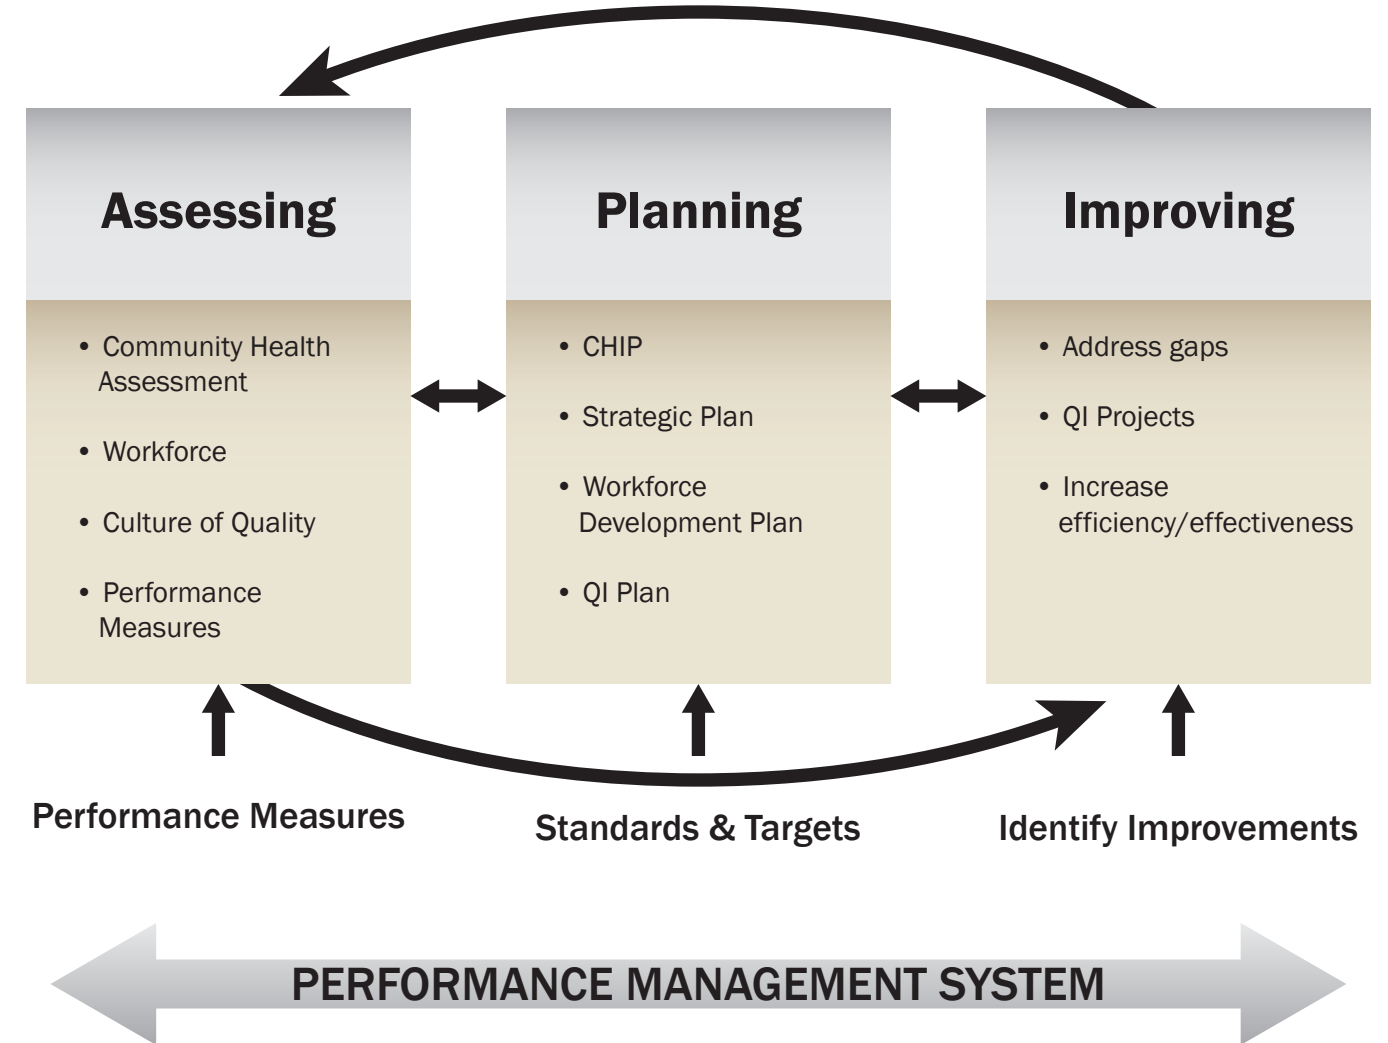 Assessing
• Community Health
Assessment
• Workforce
• Culture of Quality
• Performance
Measures
Planning
• CHIP
• Strategic Plan
• Workforce
Development Plan
• QI Plan
Improving
• Address gaps
• QI Projects
• Increase
efficiency/effectiveness
Performance Measures
Standards & Targets
Identify Improvements
PERFORMANCE MANAGEMENT SYSTEM